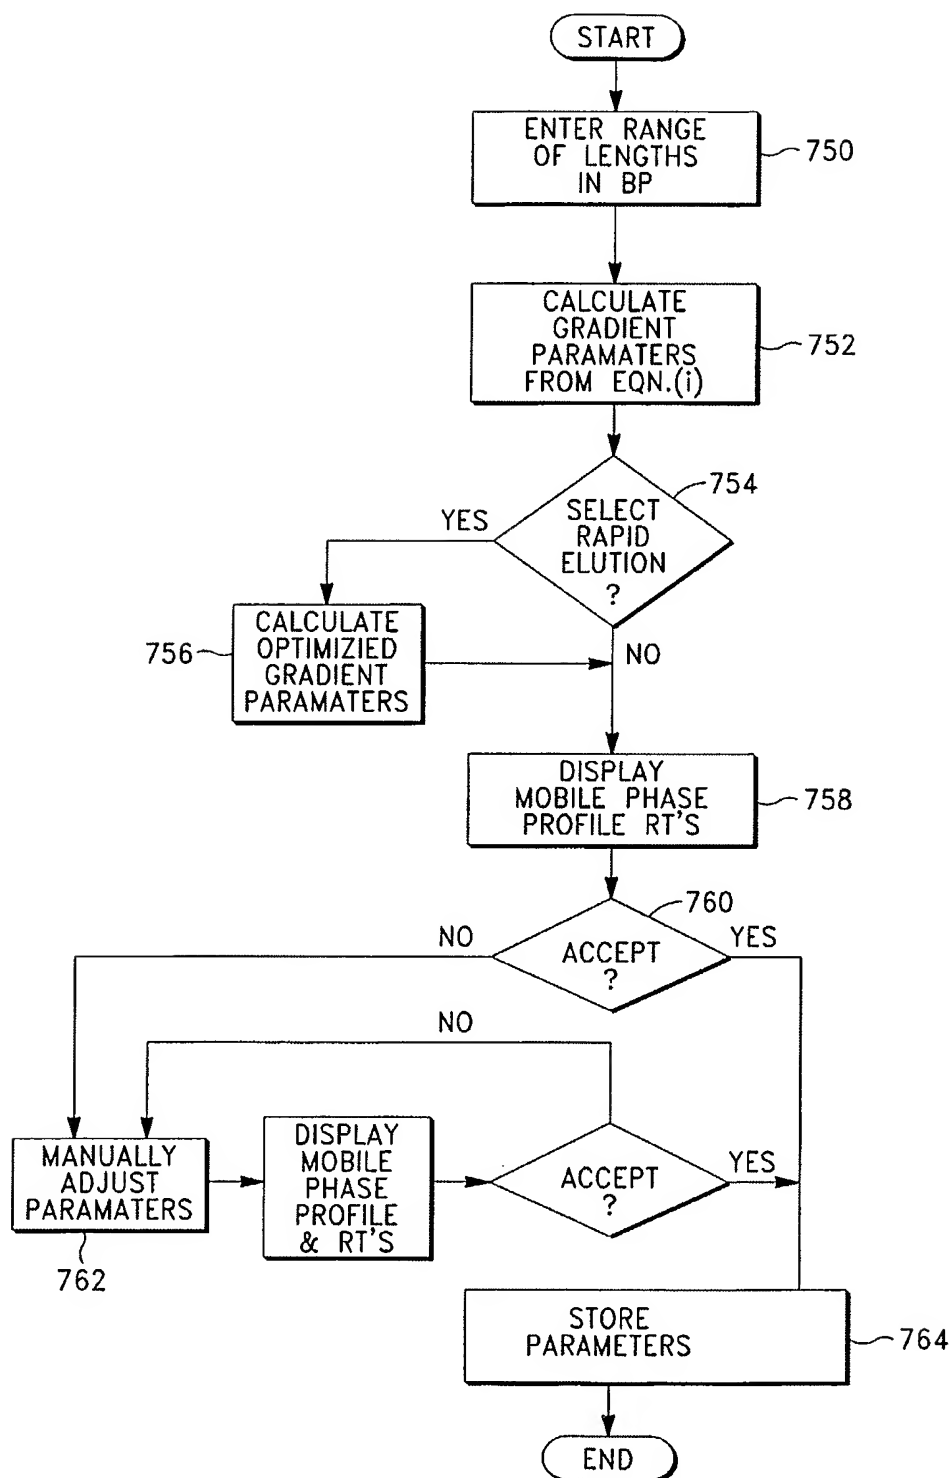 START
ENTER RANGE
OF LENGTHS
IN BP
750
CALCULATE
GRADIENT
PARAMATERS
FROM EQN.(i)
752
754
SELECT
RAPID
ELUTION
?
YES
CALCULATE
OPTIMIZIED
GRADIENT
PARAMATERS
756
NO
DISPLAY
MOBILE PHASE
PROFILE RT'S
758
760
ACCEPT
?
NO
YES
NO
MANUALLY
ADJUST
PARAMATERS
762
DISPLAY
MOBILE
PHASE
PROFILE
& RT'S
ACCEPT
?
YES
STORE
PARAMETERS
764
END